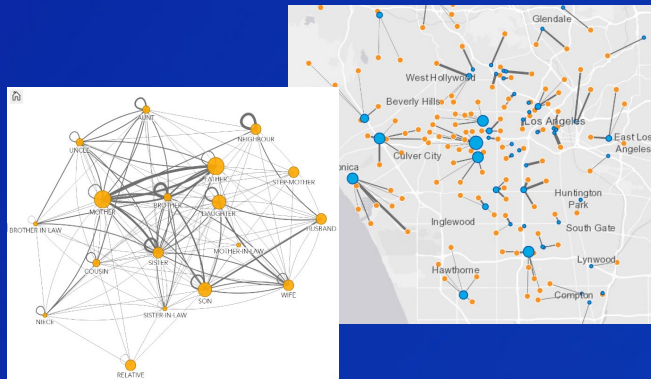 Glendale
West Hollywood
Beverly Hills
Los Angeles
East Los
Angeles
Culver City
onica
Huntington
Park
Inglewood
South Gate
Lynwood
Hawthorne
Compton
AUNT
NEIGHBOUR
UNCLE
FATHER
STEP-MOTHER
MOTHER
BROTHER
DAUGHTER
HUSBAND
BROTHER IN LAW
MOTHER-IN-LAW
SISTER
COUSIN
SON
WIFE
NIECE
SISTER-IN-LAW
RELATIVE